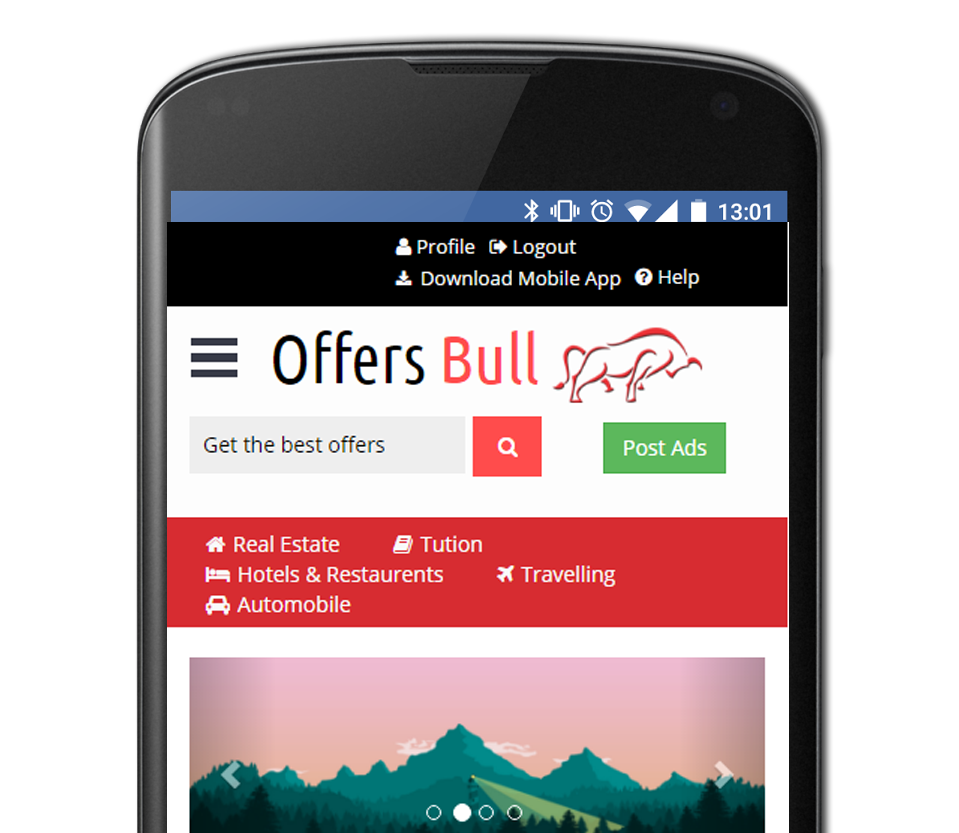 13:01
Profile Logout
Download Mobile App Help
Offers Bull
Get the best offers Post Ads
Real Estate Tution
Hotels & Restaurents Travelling
Automobile